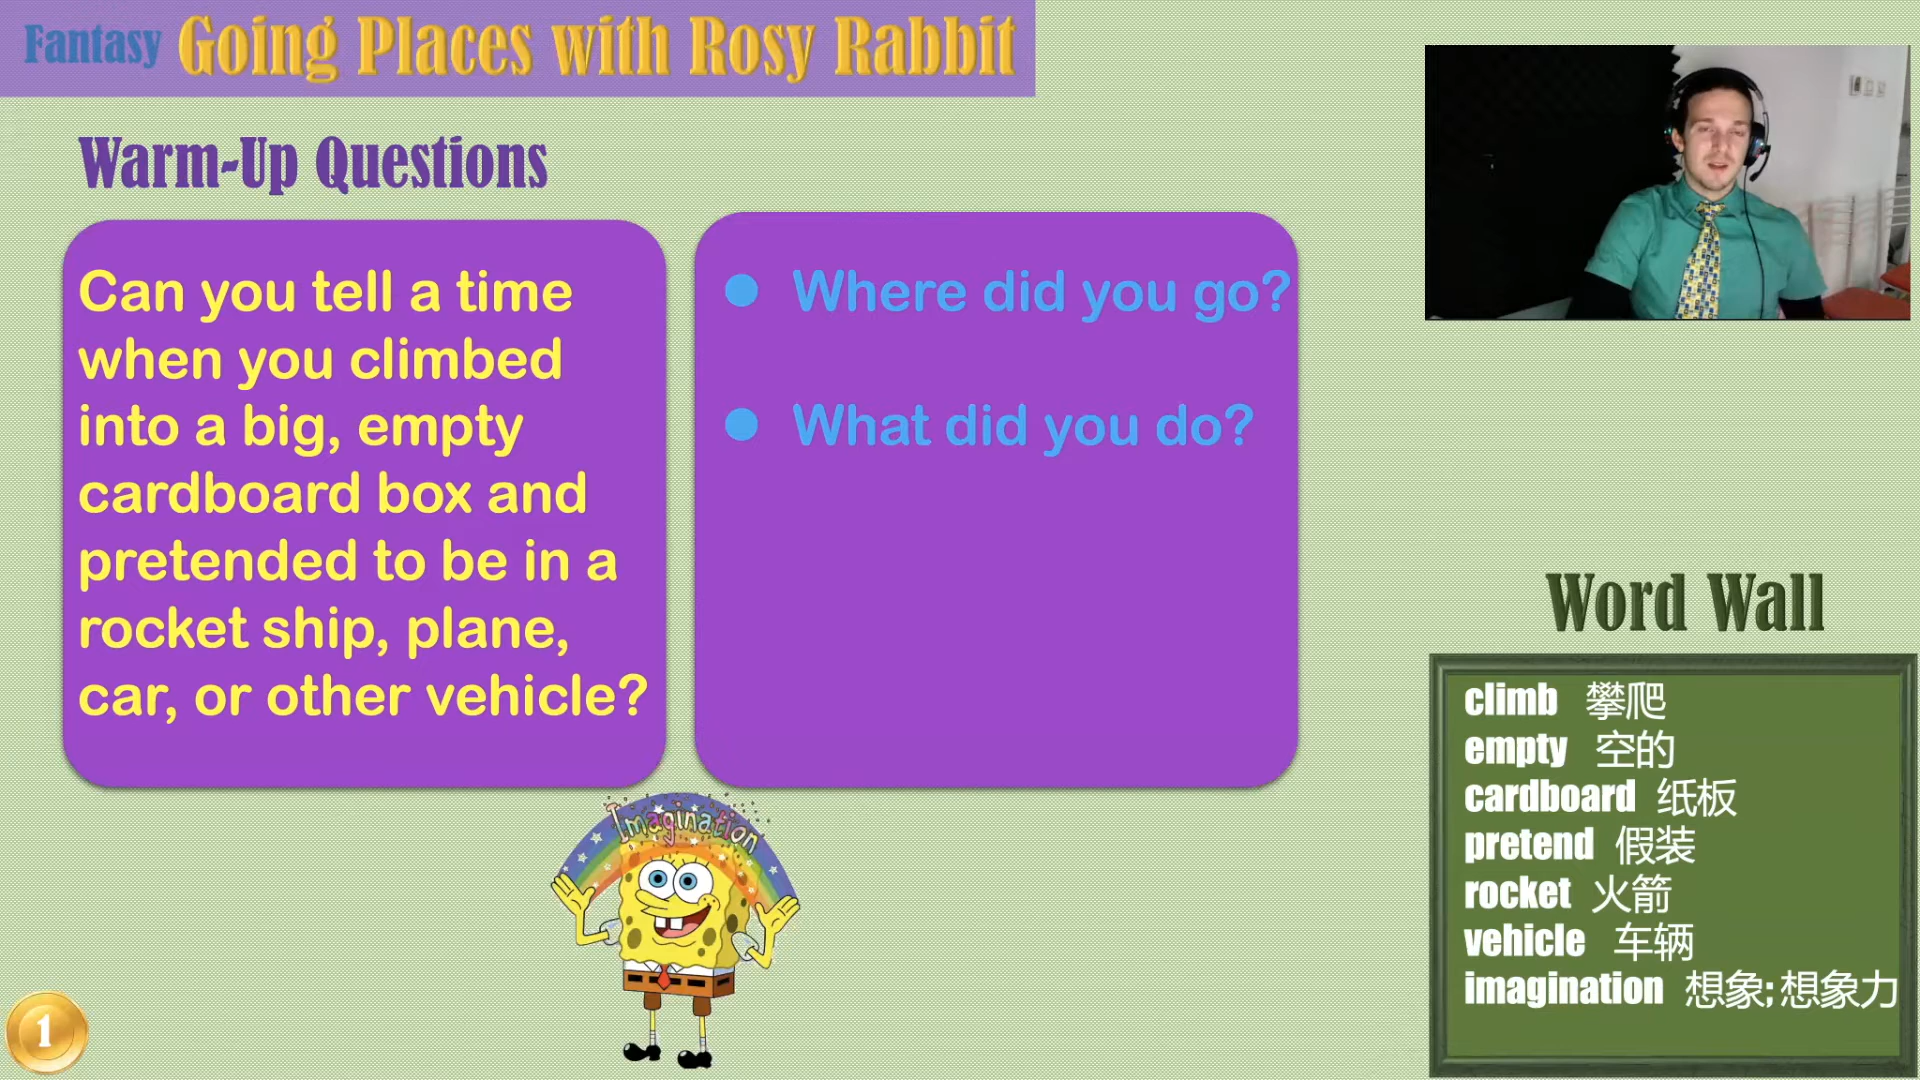 Fantasy Going Places with Rosy Rabbit
Warm-Up Questions
Can you tell a time
when you climbed
into a big, empty
cardboard box and
pretended to be in a
rocket ship, plane,
car, or other vehicle?
Where did you go?
What did you do?
Imagination
Word Wall
climb 攀爬
empty 空的
cardboard 纸板
pretend 假装
rocket 火箭
vehicle 车辆
imagination 想象; 想象力
1